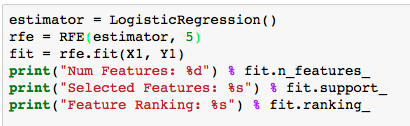 estimator = LogisticRegression()
rfe = RFE(estimator, 5)
fit = rfe.fit(X1, Y1)
print("Num Features: %d") % fit.n_features_
print("Selected Features: %s") % fit.support_
print("Feature Ranking: %s") % fit.ranking_